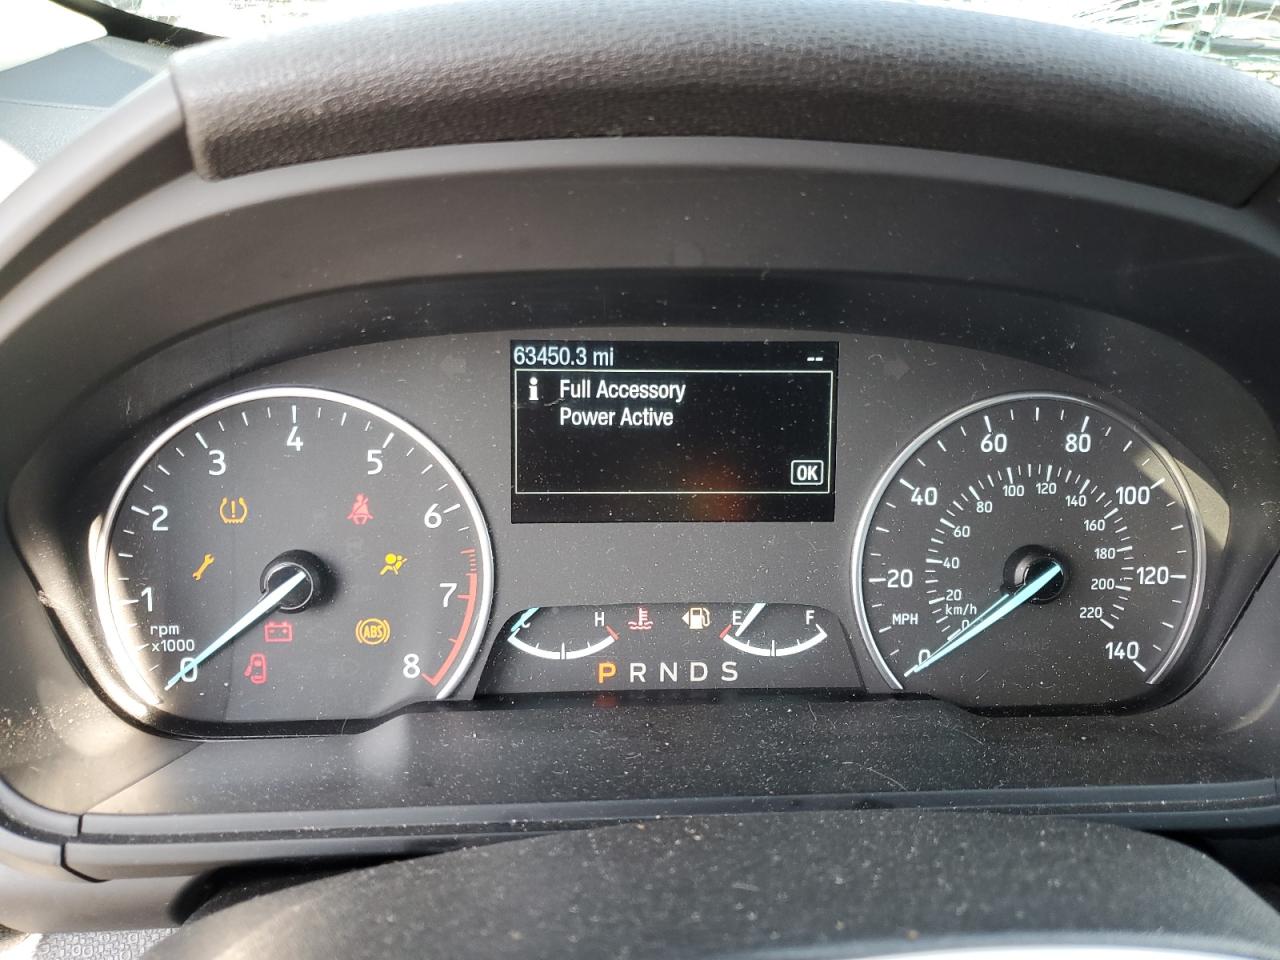 63450.3 mi --
i Full Accessory
Power Active
OK
0 1 2 3 4 5 6 7 8
rpm
x1000
ABS
C H
E F
P R N D S
0 20 40 60 80 100 120 140
MPH
0 20 40 60 80 100 120 140 160 180 200 220
km/h